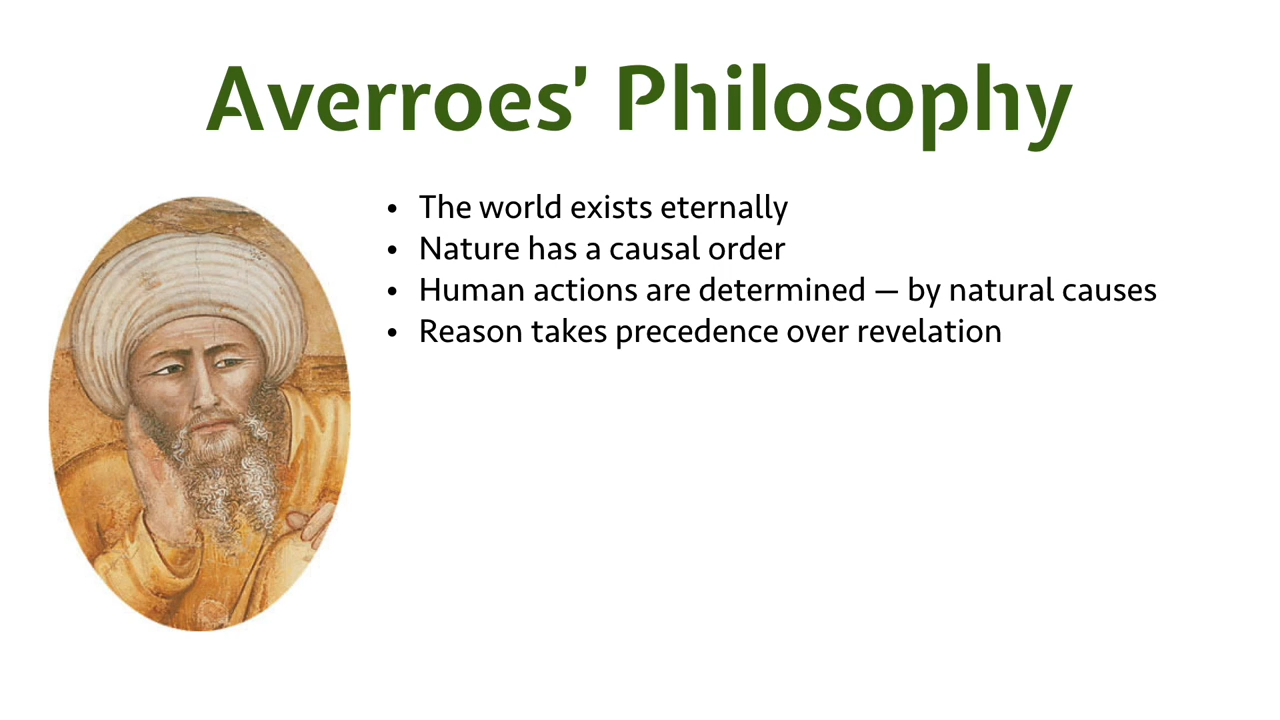 Averroes’ Philosophy
• The world exists eternally
• Nature has a causal order
• Human actions are determined — by natural causes
• Reason takes precedence over revelation